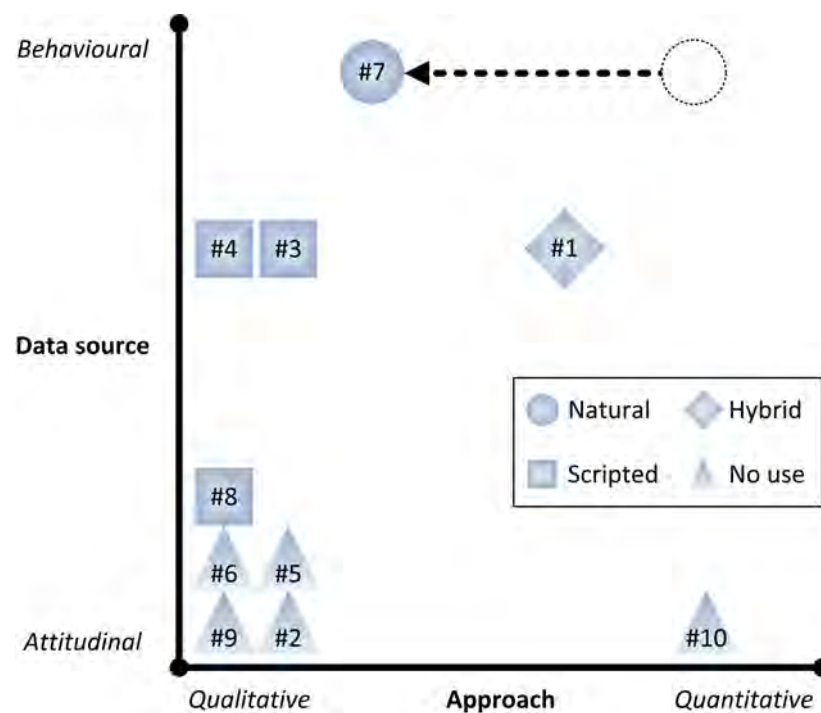 Behavioural
#7
#4 #3 #1
Data source
Natural Hybrid
Scripted No use
#8
#6 #5
#9 #2 #10
Attitudinal
Qualitative Approach Quantitative